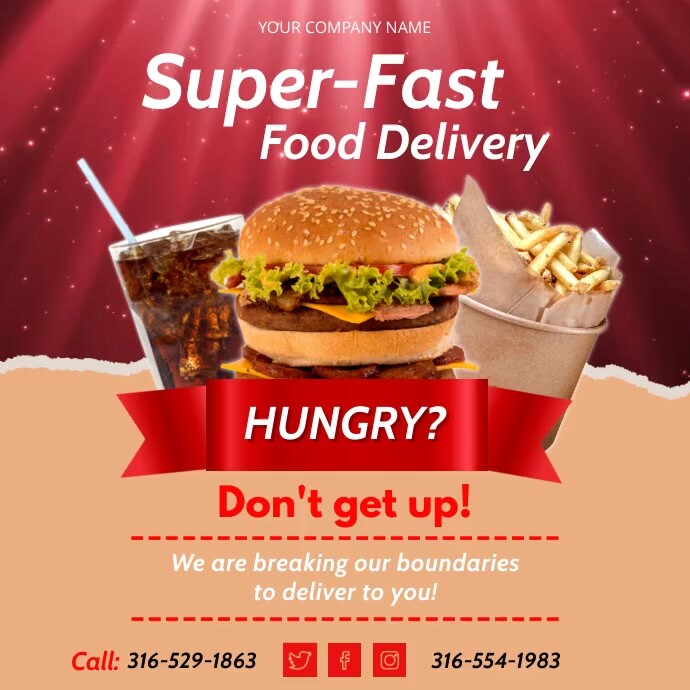 YOUR COMPANY NAME
Super-Fast
Food Delivery
HUNGRY?
Don't get up!
We are breaking our boundaries
to deliver to you!
Call: 316-529-1863 316-554-1983